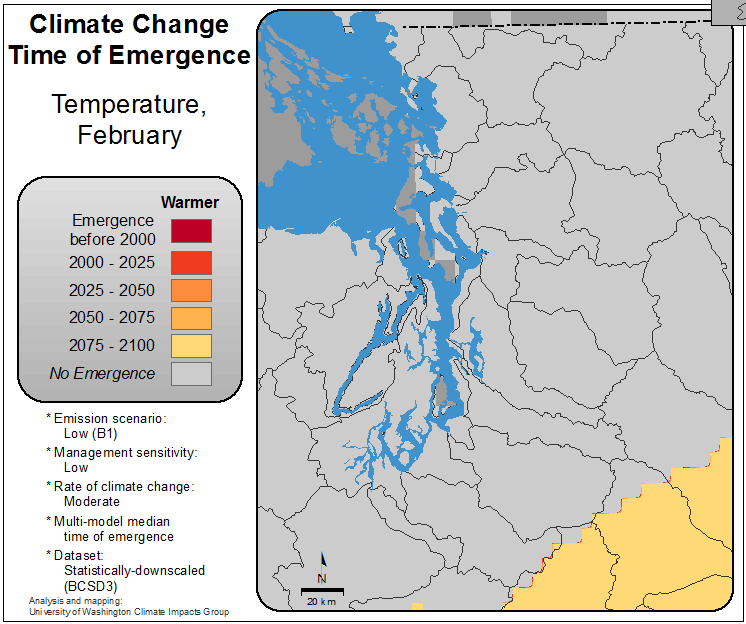 Climate Change
Time of Emergence
Temperature,
February
Warmer
Emergence
before 2000
2000 - 2025
2025 - 2050
2050 - 2075
2075 - 2100
No Emergence
* Emission scenario:
Low (B1)
* Management sensitivity:
Low
* Rate of climate change:
Moderate
* Multi-model median
time of emergence
* Dataset:
Statistically-downscaled
(BCSD3)
Analysis and mapping:
University of Washington Climate Impacts Group
N
20 km